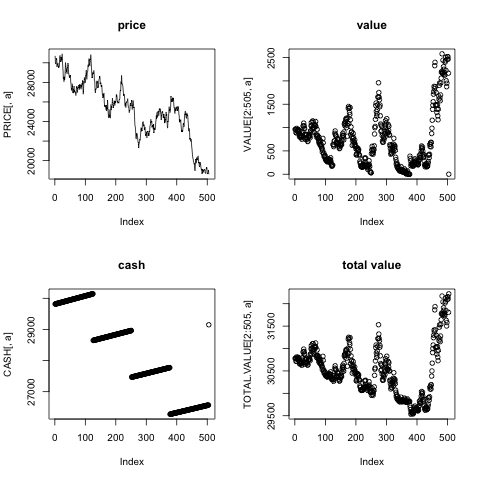 price
PRICE[, a]
28000
24000
20000
0 100 200 300 400 500
Index
value
VALUE[2:505, a]
2500
1500
500
0
0 100 200 300 400 500
Index
cash
CASH[, a]
29000
27000
0 100 200 300 400 500
Index
total value
TOTAL.VALUE[2:505, a]
31500
30500
29500
0 100 200 300 400 500
Index